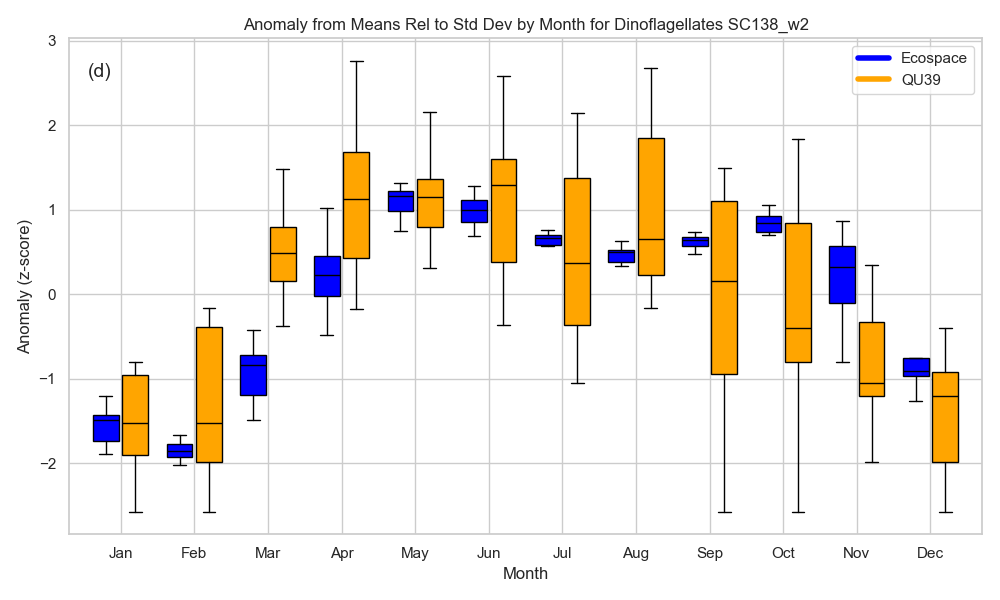 Anomaly from Means Rel to Std Dev by Month for Dinoflagellates SC138_w2
(d)
Ecospace
QU39
3
2
1
0
−1
−2
Anomaly (z-score)
Jan Feb Mar Apr May Jun Jul Aug Sep Oct Nov Dec
Month